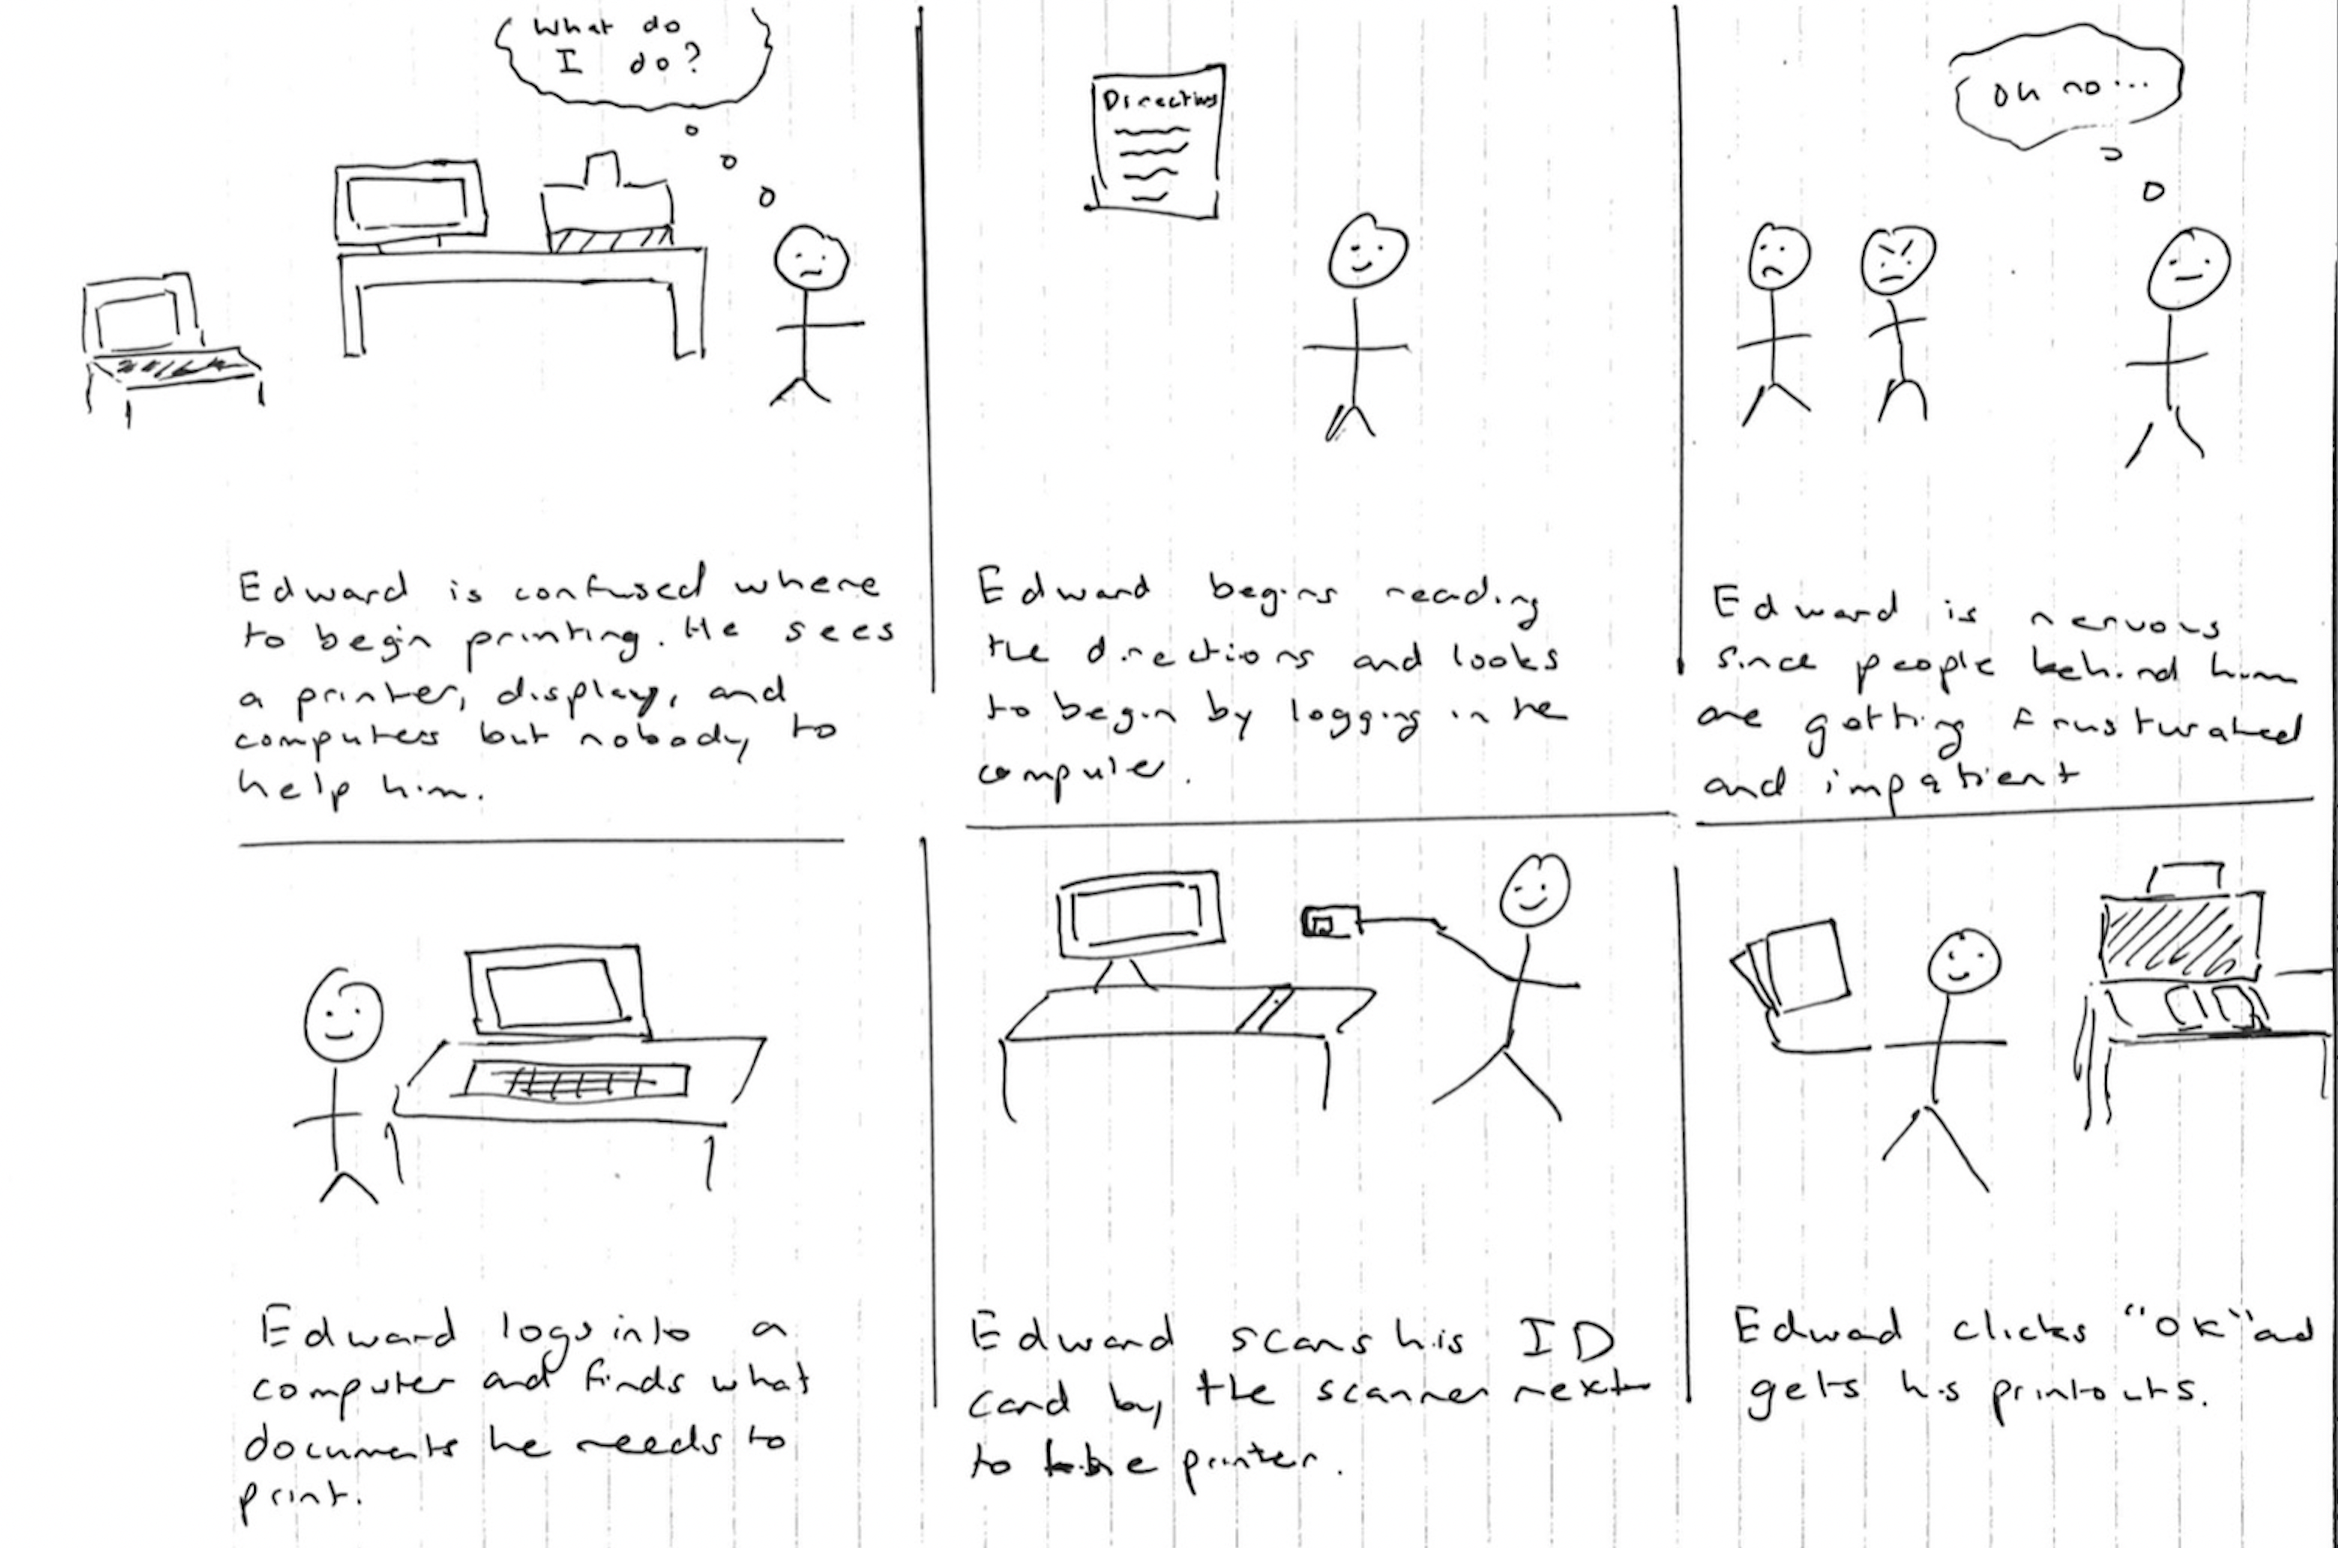 What do
I do?
Edward is confused where
to begin printing. He sees
a printer, display, and
computers but nobody to
help him.
Directions
Edward begins reading
the directions and looks
to begin by logging in the
computer.
oh no...
Edward is nervous
since people behind him
are getting frusturated
and impatient
Edward logs into a
computer and finds what
documents he needs to
print.
Edward scans his ID
card by the scanner next
to the printer.
Edward clicks "OK" and
gets his printouts.